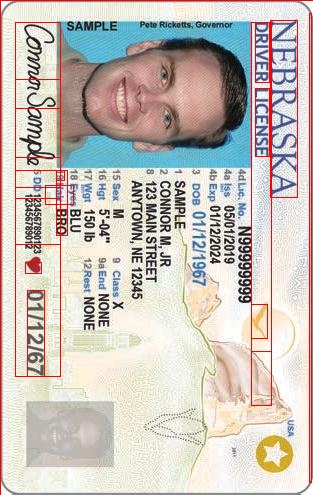 NEBRASKA
DRIVER LICENSE
USA
Pete Ricketts, Governor
SAMPLE
4d Lic. No. N99999999
4a Iss 05/01/2019
4b Exp 01/12/2024
3 DOB 01/12/1967
1 SAMPLE
2 CONNOR M, JR
8 123 MAIN STREET
ANYTOWN, NE 12345
15 Sex M 9 Class X
16 Hgt 5'-04" 9a End NONE
17 Wgt 150 lb 12 Rest NONE
18 Eyes BLU
19 Hair BRO
5 DD 1234567890123
123456789012
Connor Sample
01/12/67